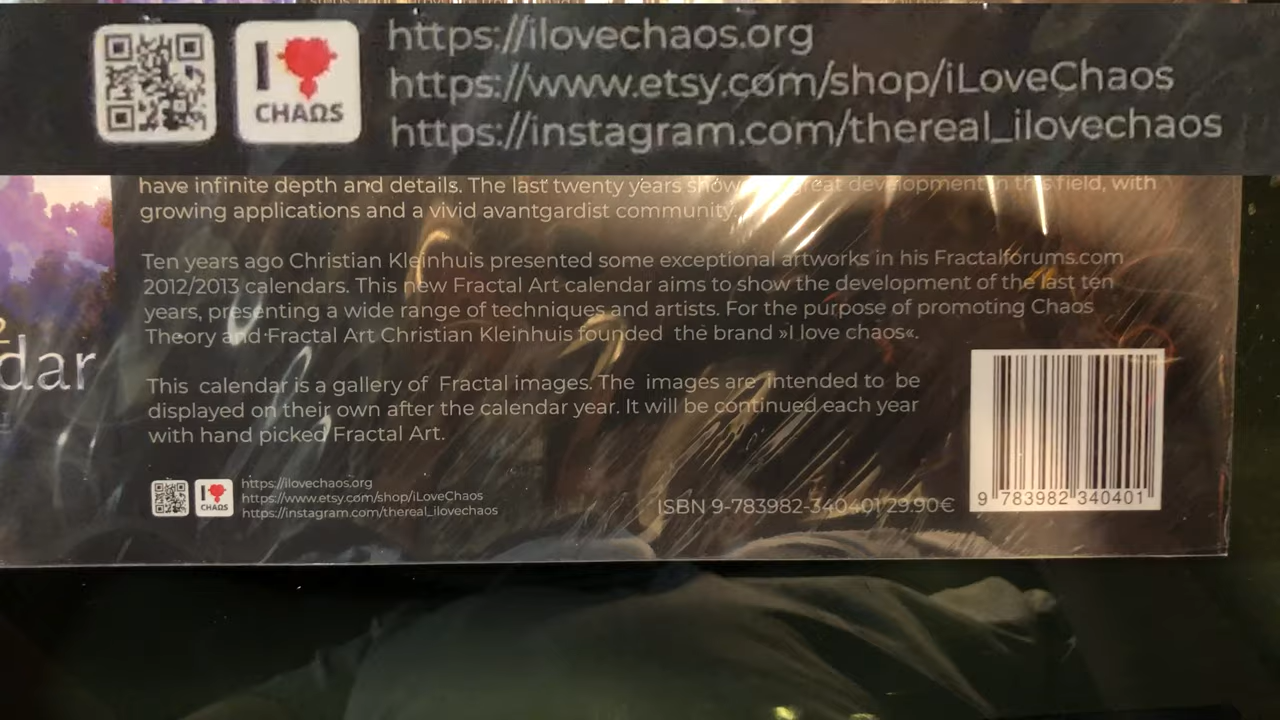 https://ilovechaos.org
https://www.etsy.com/shop/iLoveChaos
https://instagram.com/thereal_ilovechaos
I
CHAΩS
have infinite depth and details. The last twenty years show great development in this field, with
growing applications and a vivid avantgardist community.
Ten years ago Christian Kleinhuis presented some exceptional artworks in his Fractalforums.com
2012/2013 calendars. This new Fractal Art calendar aims to show the development of the last ten
years, presenting a wide range of techniques and artists. For the purpose of promoting Chaos
Theory and Fractal Art Christian Kleinhuis founded the brand »I love chaos«.
dar
This calendar is a gallery of Fractal images. The images are intended to be
displayed on their own after the calendar year. It will be continued each year
with hand picked Fractal Art.
I
CHAΩS
https://ilovechaos.org
https://www.etsy.com/shop/iLoveChaos
https://instagram.com/thereal_ilovechaos
ISBN 9-783982-340401 29.90€
9 783982 340401